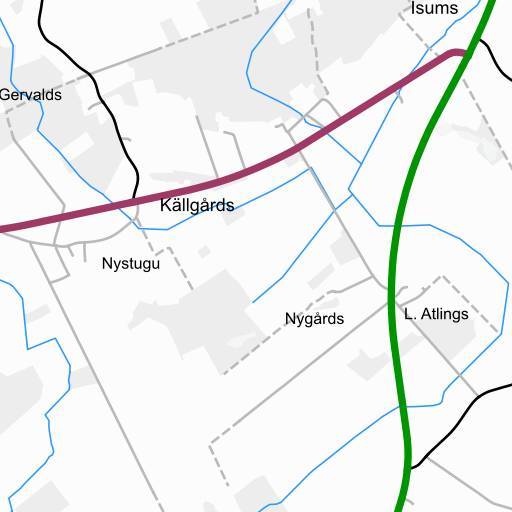 Isums
Gervalds
Källgårds
Nystugu
Nygårds
L. Atlings